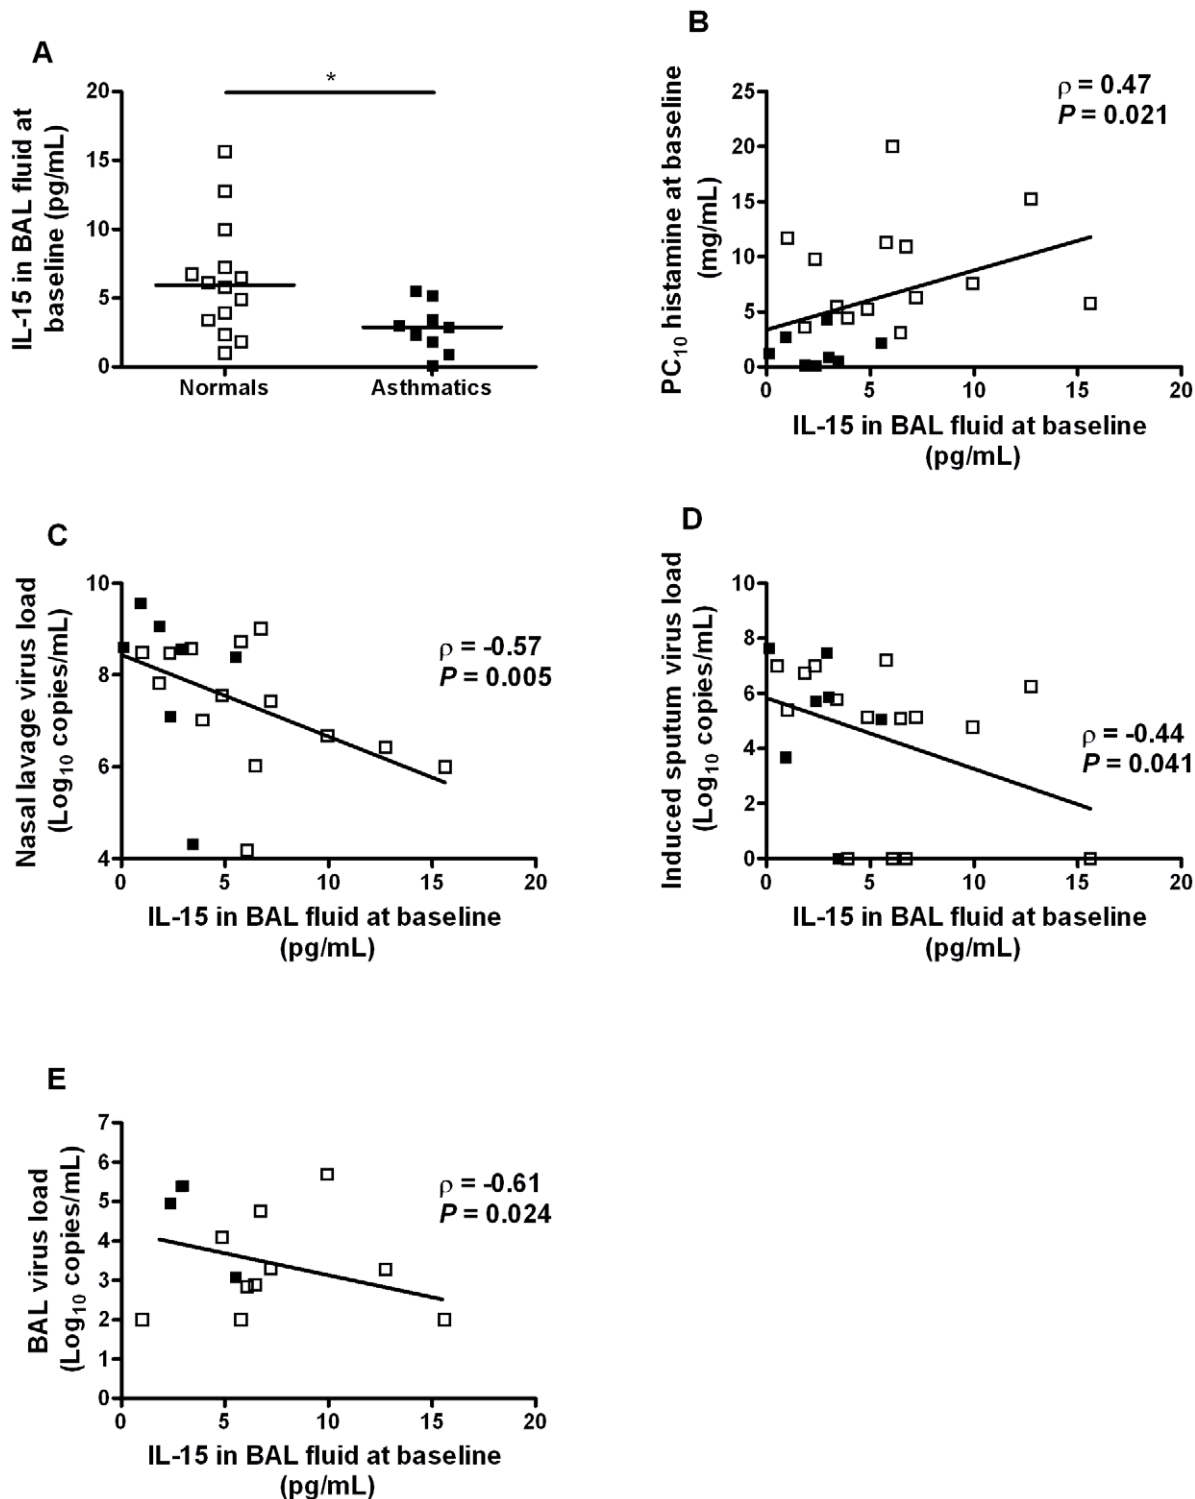 A
*
IL-15 in BAL fluid at
baseline (pg/mL)
20
15
10
5
0
Normals
Asthmatics
B
ρ = 0.47
P = 0.021
PC10 histamine at baseline
(mg/mL)
25
20
15
10
5
0
0 5 10 15 20
IL-15 in BAL fluid at baseline
(pg/mL)
C
ρ = -0.57
P = 0.005
Nasal lavage virus load
(Log10 copies/mL)
10
8
6
4
0 5 10 15 20
IL-15 in BAL fluid at baseline
(pg/mL)
D
ρ = -0.44
P = 0.041
Induced sputum virus load
(Log10 copies/mL)
10
8
6
4
2
0
0 5 10 15 20
IL-15 in BAL fluid at baseline
(pg/mL)
E
ρ = -0.61
P = 0.024
BAL virus load
(Log10 copies/mL)
7
6
5
4
3
2
1
0
0 5 10 15 20
IL-15 in BAL fluid at baseline
(pg/mL)